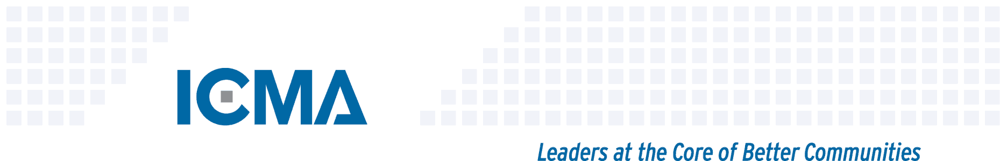 ICMA
Leaders at the Core of Better Communities